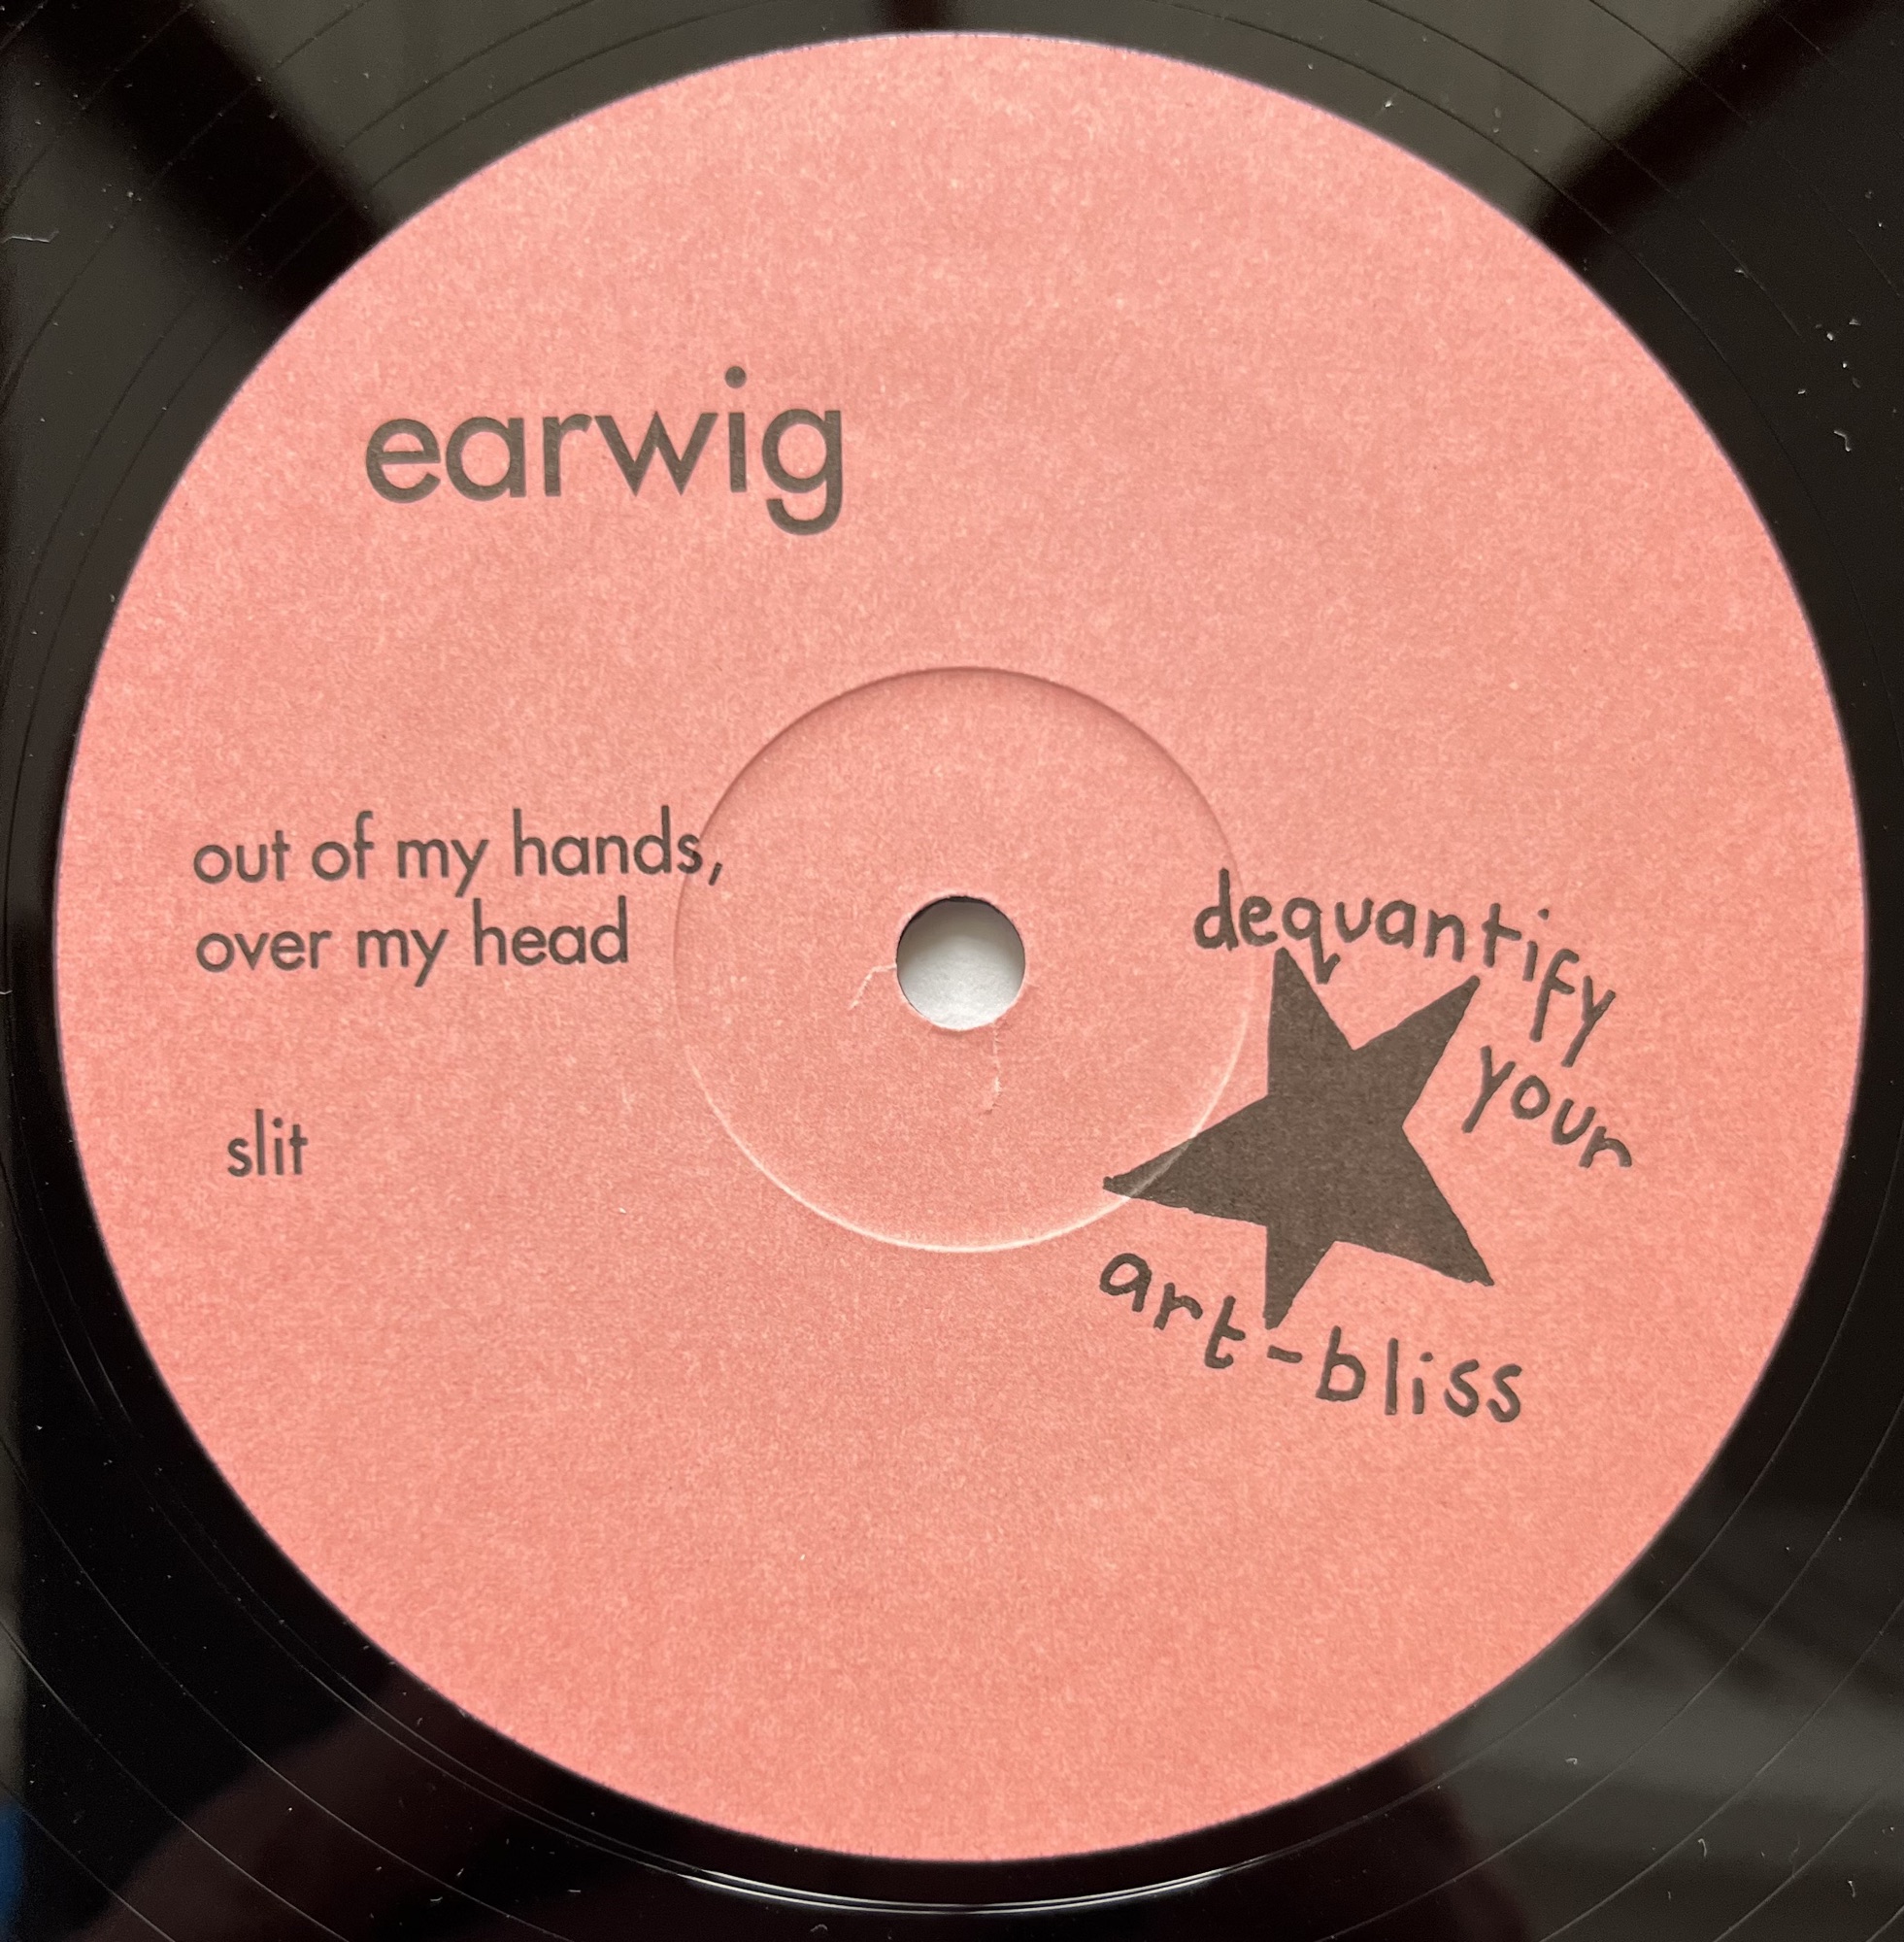 earwig
out of my hands,
over my head
slit
dequantify
your
art-bliss